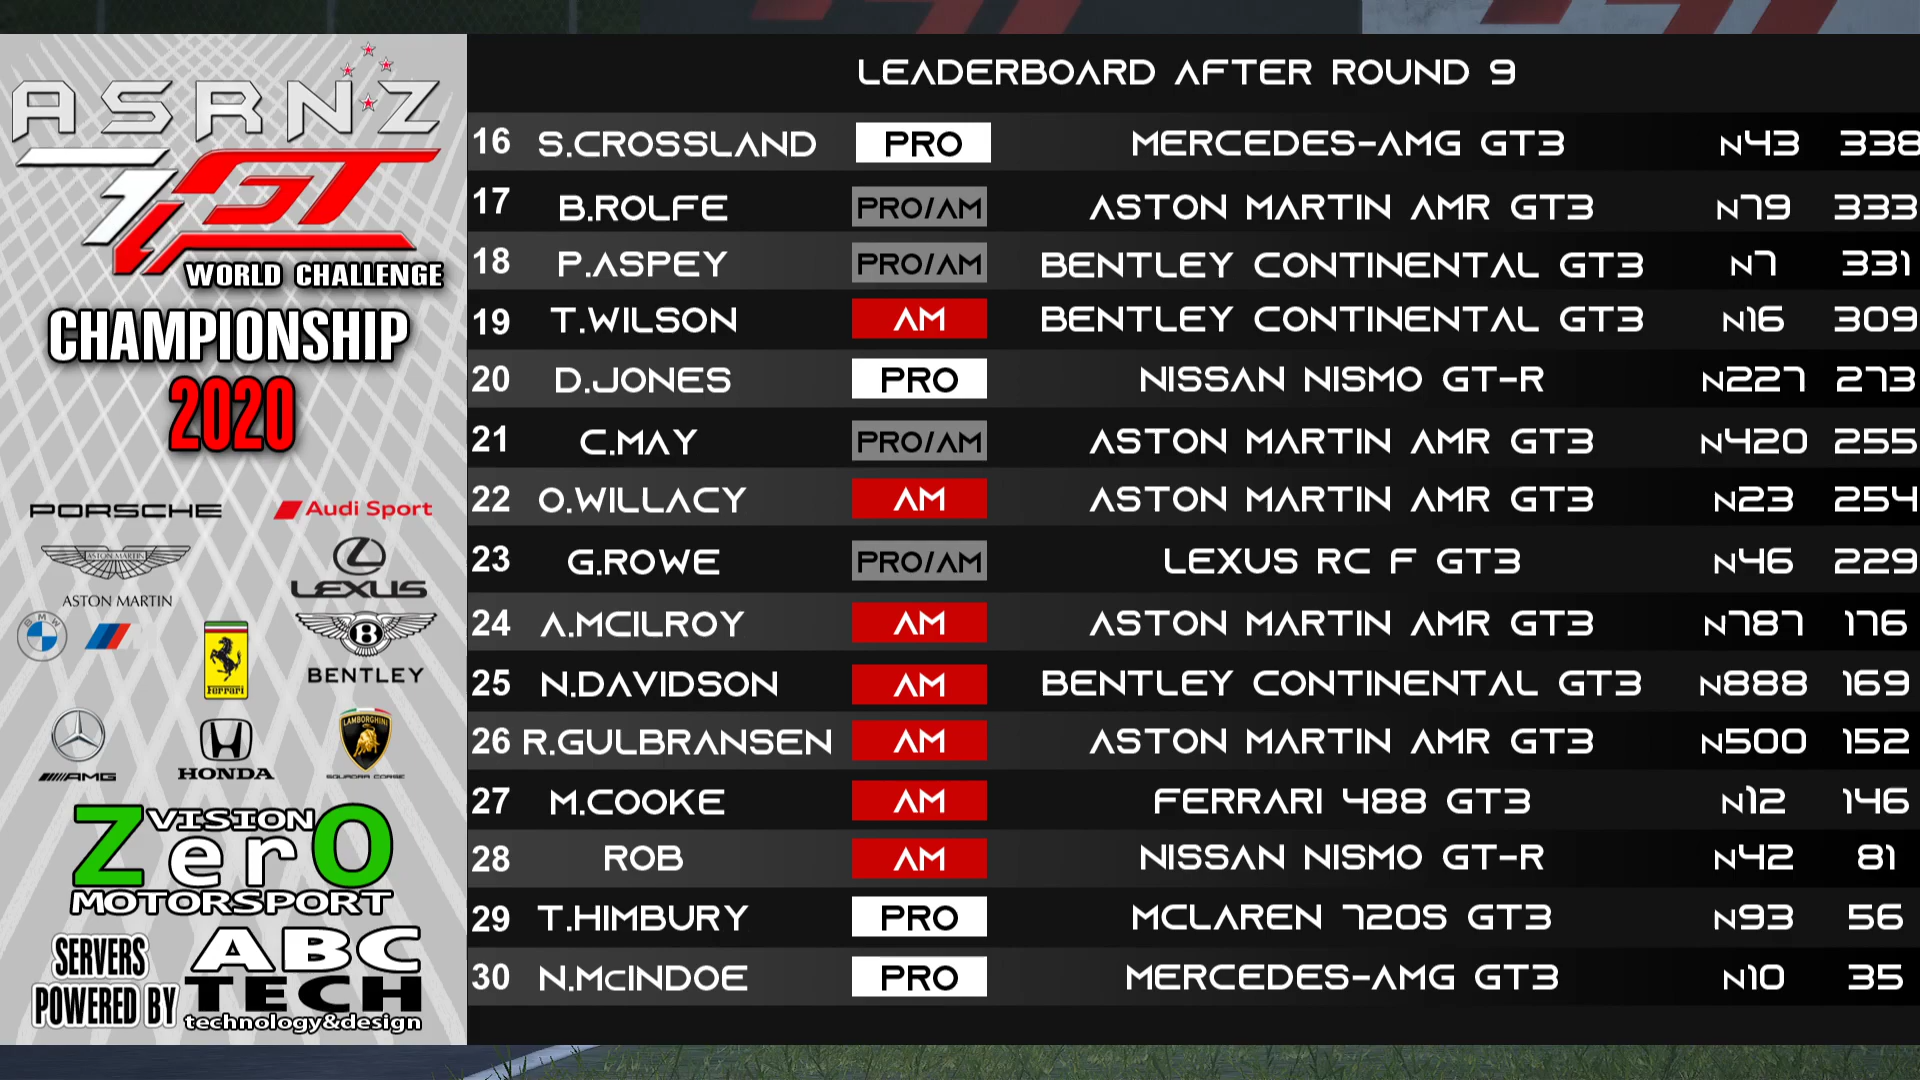 ASRNZ
GT
WORLD CHALLENGE
CHAMPIONSHIP
2020
PORSCHE
Audi Sport
ASTON MARTIN
ASTON MARTIN
LEXUS
BMW
Ferrari
B
BENTLEY
AMG
HONDA
LAMBORGHINI
SQUADRA CORSE
VISION
ZerO
MOTORSPORT
SERVERS
POWERED BY
ABC
TECH
technology&design
LEADERBOARD AFTER ROUND 9
16 S.CROSSLAND PRO MERCEDES-AMG GT3 N43 338
17 B.ROLFE PRO/AM ASTON MARTIN AMR GT3 N79 333
18 P.ASPEY PRO/AM BENTLEY CONTINENTAL GT3 N7 331
19 T.WILSON AM BENTLEY CONTINENTAL GT3 N16 309
20 D.JONES PRO NISSAN NISMO GT-R N227 273
21 C.MAY PRO/AM ASTON MARTIN AMR GT3 N420 255
22 O.WILLACY AM ASTON MARTIN AMR GT3 N23 254
23 G.ROWE PRO/AM LEXUS RC F GT3 N46 229
24 A.MCILROY AM ASTON MARTIN AMR GT3 N787 176
25 N.DAVIDSON AM BENTLEY CONTINENTAL GT3 N888 169
26 R.GULBRANSEN AM ASTON MARTIN AMR GT3 N500 152
27 M.COOKE AM FERRARI 488 GT3 N12 146
28 ROB AM NISSAN NISMO GT-R N42 81
29 T.HIMBURY PRO MCLAREN 720S GT3 N93 56
30 N.McINDOE PRO MERCEDES-AMG GT3 N10 35